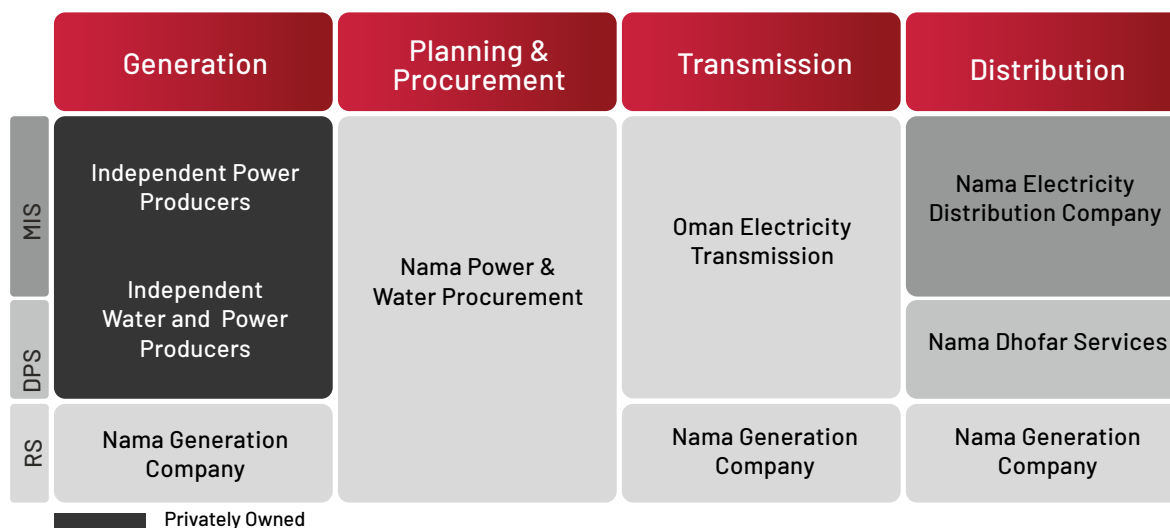 Generation
Planning &
Procurement
Transmission
Distribution
MIS
Independent Power
Producers
Independent
Water and Power
Producers
Nama Power &
Water Procurement
Oman Electricity
Transmission
Nama Electricity
Distribution Company
DPS
Nama Dhofar Services
RS
Nama Generation
Company
Nama Generation
Company
Nama Generation
Company
Privately Owned